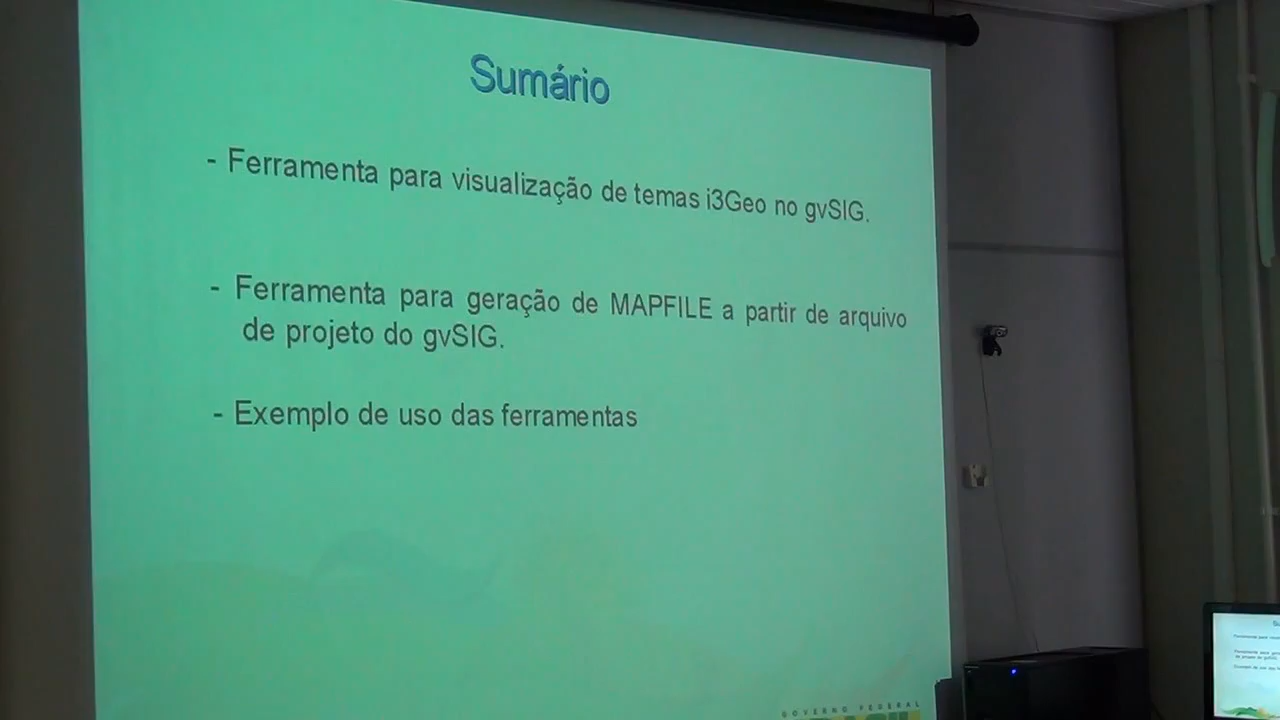 Sumário
- Ferramenta para visualização de temas i3Geo no gvSIG.
- Ferramenta para geração de MAPFILE a partir de arquivo
de projeto do gvSIG.
- Exemplo de uso das ferramentas
GOVERNO FEDERAL